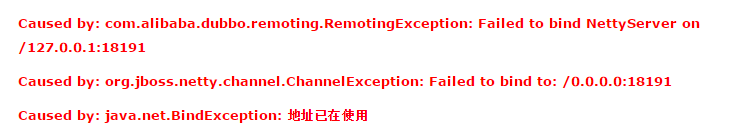 Caused by: com.alibaba.dubbo.remoting.RemotingException: Failed to bind NettyServer on
/127.0.0.1:18191
Caused by: org.jboss.netty.channel.ChannelException: Failed to bind to: /0.0.0.0:18191
Caused by: java.net.BindException: 地址已在使用